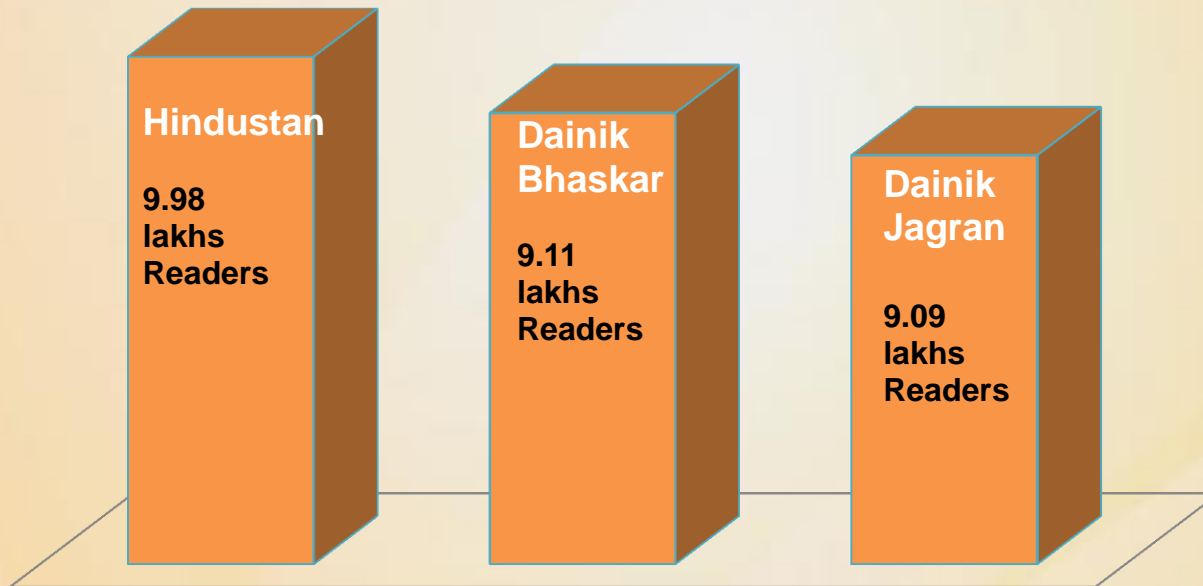 Hindustan
9.98
lakhs
Readers
Dainik
Bhaskar
9.11
lakhs
Readers
Dainik
Jagran
9.09
lakhs
Readers